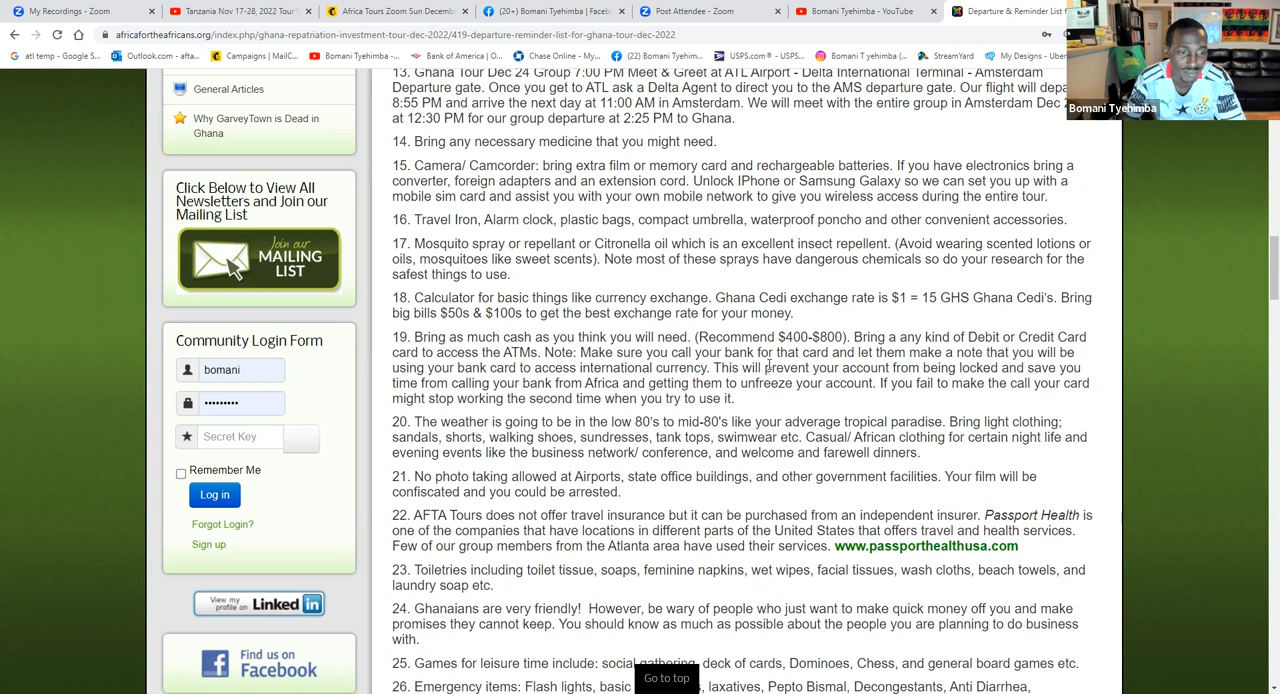 My Recordings - Zoom
Tanzania Nov 17-28, 2022 Tour
Africa Tours Zoom Sun Decemb
(20+) Bomani Tyehimba | Faceb
Post Attendee - Zoom
Bomani Tyehimba - YouTube
Departure & Reminder List f
africafortheafricans.org/index.php/ghana-repatriation-investment-tour-dec-2022/419-departure-reminder-list-for-ghana-tour-dec-2022
atl temp - Google S...
Outlook.com - afta...
Campaigns | MailC...
Bomani Tyehimba -...
Bank of America | O...
Chase Online - My...
(22) Bomani Tyehim...
USPS.com® - USPS...
Bomani T yehimba (...
StreamYard
My Designs
Bomani Tyehimba
General Articles
Why GarveyTown is Dead in
Ghana
Click Below to View All
Newsletters and Join our
Mailing List
Join our
MAILING
LIST
Community Login Form
bomani
•••••••••
Secret Key
Remember Me
Log in
Forgot Login?
Sign up
View my
profile on
Linked in
Find us on
Facebook
13. Ghana Tour Dec 24 Group 7:00 PM Meet & Greet at ATL Airport - Delta International Terminal - Amsterdam
Departure gate. Once you get to ATL ask a Delta Agent to direct you to the AMS departure gate. Our flight will depa
8:55 PM and arrive the next day at 11:00 AM in Amsterdam. We will meet with the entire group in Amsterdam Dec
at 12: for our group departure at 2:25 PM to Ghana.
14. Bring any necessary medicine that you might need.
15. Camera/ Camcorder: bring extra film or memory card and rechargeable batteries. If you have electronics bring a
converter, foreign adapters and an extension cord. Unlock IPhone or Samsung Galaxy so we can set you up with a
mobile sim card and assist you with your own mobile network to give you wireless access during the entire tour.
16. Travel Iron, Alarm clock, plastic bags, compact umbrella, waterproof poncho and other convenient accessories.
17. Mosquito spray or repellant or Citronella oil which is an excellent insect repellent. (Avoid wearing scented lotions or
oils, mosquitoes like sweet scents). Note most of these sprays have dangerous chemicals so do your research for the
safest things to use.
18. Calculator for basic things like currency exchange. Ghana Cedi exchange rate is $1 = 15 GHS Ghana Cedi's. Bring
big bills $50s & $100s to get the best exchange rate for your money.
19. Bring as much cash as you think you will need. (Recommend $400-$800). Bring a any kind of Debit or Credit Card
card to access the ATMs. Note: Make sure you call your bank for that card and let them make a note that you will be
using your bank card to access international currency. This will prevent your account from being locked and save you
time from calling your bank from Africa and getting them to unfreeze your account. If you fail to make the call your card
might stop working the second time when you try to use it.
20. The weather is going to be in the low 80's to mid-80's like your adverage tropical paradise. Bring light clothing;
sandals, shorts, walking shoes, sundresses, tank tops, swimwear etc. Casual/ African clothing for certain night life and
evening events like the business network/ conference, and welcome and farewell dinners.
21. No photo taking allowed at Airports, state office buildings, and other government facilities. Your film will be
confiscated and you could be arrested.
22. AFTA Tours does not offer travel insurance but it can be purchased from an independent insurer. Passport Health is
one of the companies that have locations in different parts of the United States that offers travel and health services.
Few of our group members from the Atlanta area have used their services. www.passporthealthusa.com
23. Toiletries including toilet tissue, soaps, feminine napkins, wet wipes, facial tissues, wash cloths, beach towels, and
laundry soap etc.
24. Ghanaians are very friendly! However, be wary of people who just want to make quick money off you and make
promises they cannot keep. You should know as much as possible about the people you are planning to do business
with.
25. Games for leisure time include: social gathering, deck of cards, Dominoes, Chess, and general board games etc.
26. Emergency items: Flash lights, basic laxatives, Pepto Bismal, Decongestants, Anti Diarrhea,
Go to top